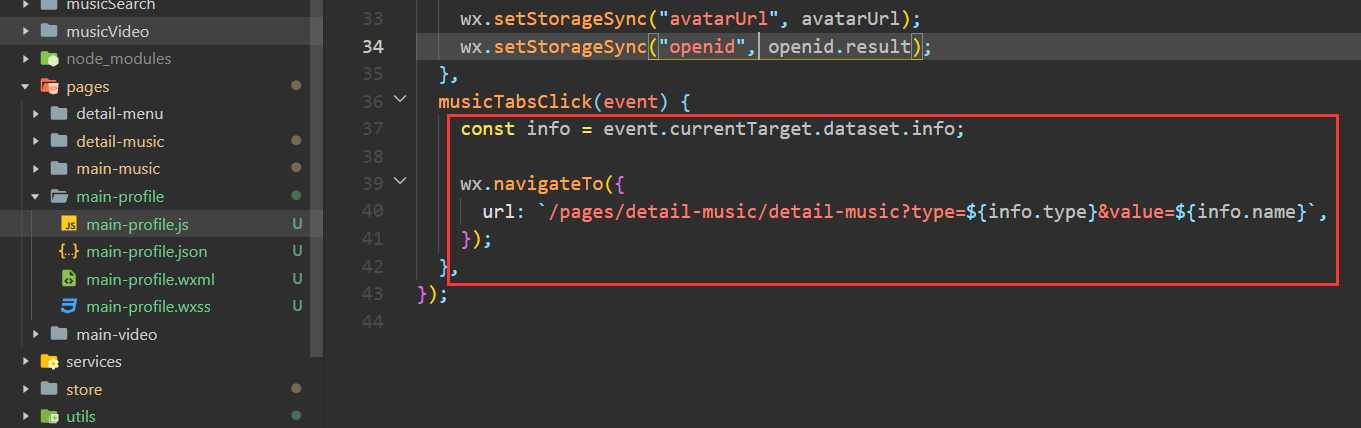 musicSearch
musicVideo
node_modules
pages
detail-menu
detail-music
main-music
main-profile
main-profile.js U
main-profile.json U
main-profile.wxml U
main-profile.wxss U
main-video
services
store
utils
33 wx.setStorageSync("avatarUrl", avatarUrl);
34 wx.setStorageSync("openid", openid.result);
35 },
36 musicTabsClick(event) {
37 const info = event.currentTarget.dataset.info;
38
39 wx.navigateTo({
40 url: `/pages/detail-music/detail-music?type=${info.type}&value=${info.name}`,
41 });
42 },
43 });
44